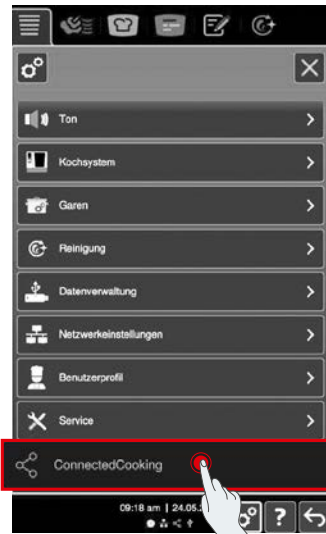 Ton
Kochsystem
Garen
Reinigung
Datenverwaltung
Netzwerkeinstellungen
Benutzerprofil
Service
ConnectedCooking
09:18 am | 24.05.
?